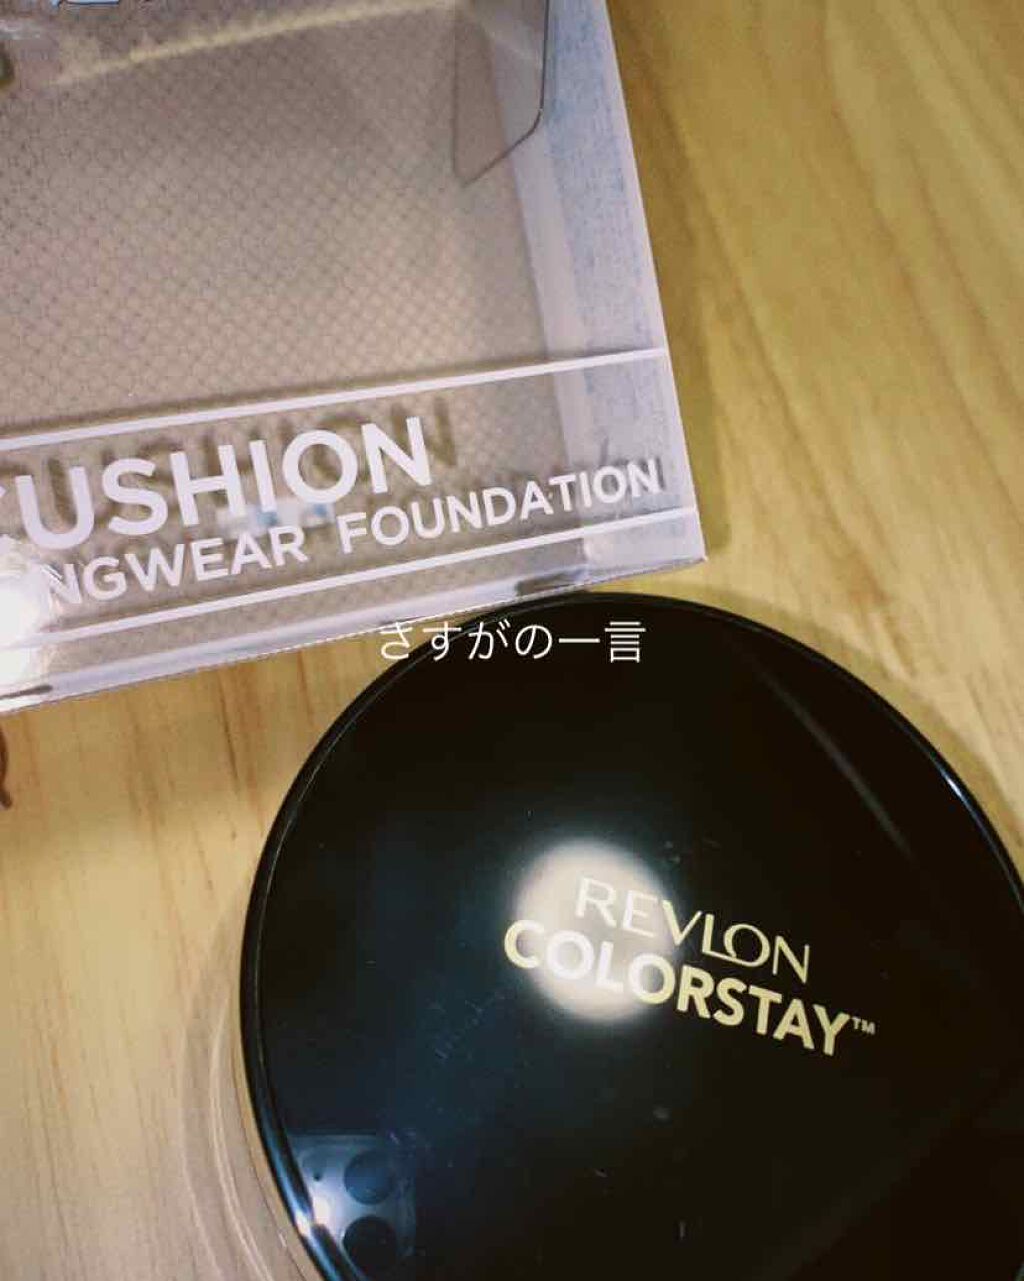 CUSHION
NGWEAR FOUNDATION
さすがの一言
REVLON
COLORSTAY™